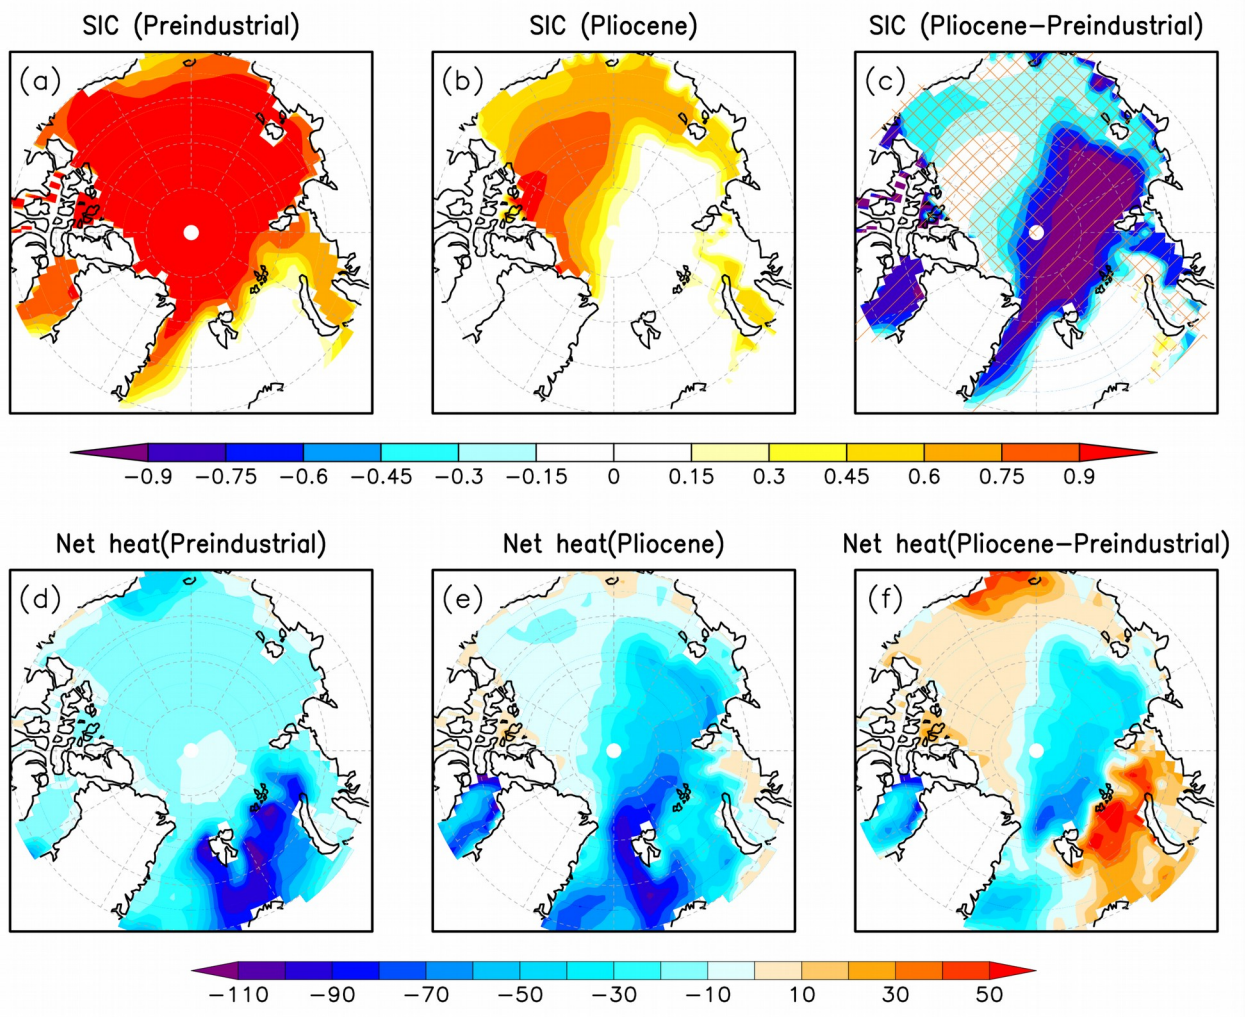 SIC (Preindustrial)
SIC (Pliocene)
SIC (Pliocene−Preindustrial)
(a)
(b)
(c)
−0.9 −0.75 −0.6 −0.45 −0.3 −0.15 0 0.15 0.3 0.45 0.6 0.75 0.9
Net heat(Preindustrial)
Net heat(Pliocene)
Net heat(Pliocene−Preindustrial)
(d)
(e)
(f)
−110 −90 −70 −50 −30 −10 10 30 50